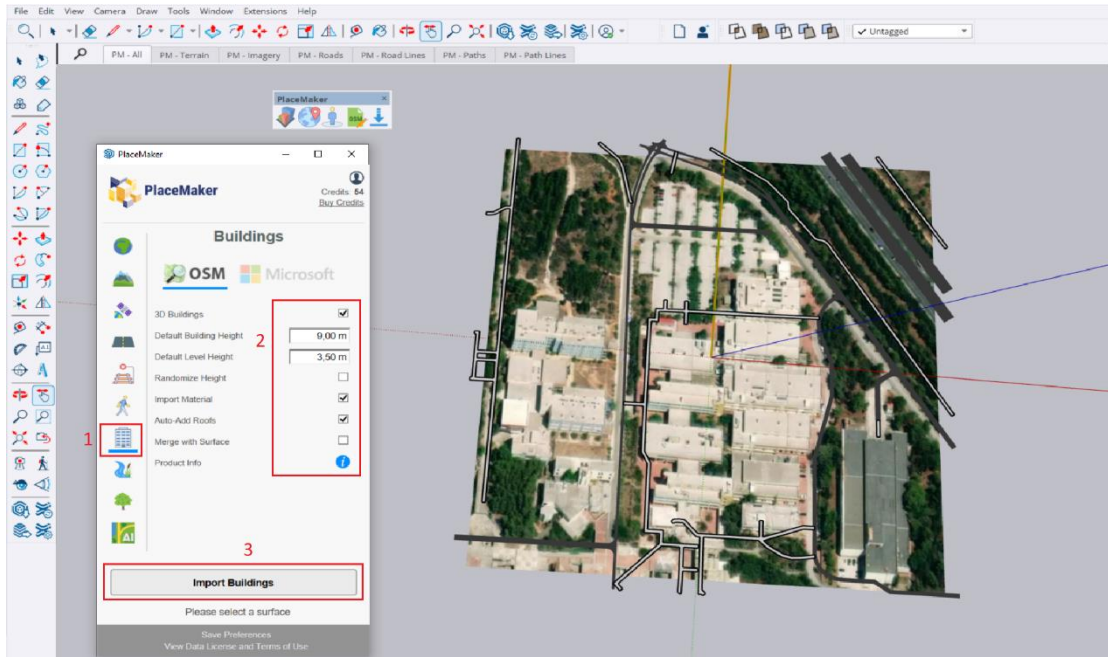 File Edit View Camera Draw Tools Window Extensions Help
Untagged
PM - All PM - Terrain PM - Imagery PM - Roads PM - Road Lines PM - Paths PM - Path Lines
PlaceMaker
OSM
PlaceMaker
PlaceMaker
Credits: 54
Buy Credits
Buildings
OSM Microsoft
3D Buildings
Default Building Height 9,00 m
2
Default Level Height 3,50 m
Randomize Height
Import Material
Auto-Add Roofs
1
Merge with Surface
Product Info
AI
3
Import Buildings
Please select a surface
Save Preferences
View Data License and Terms of Use